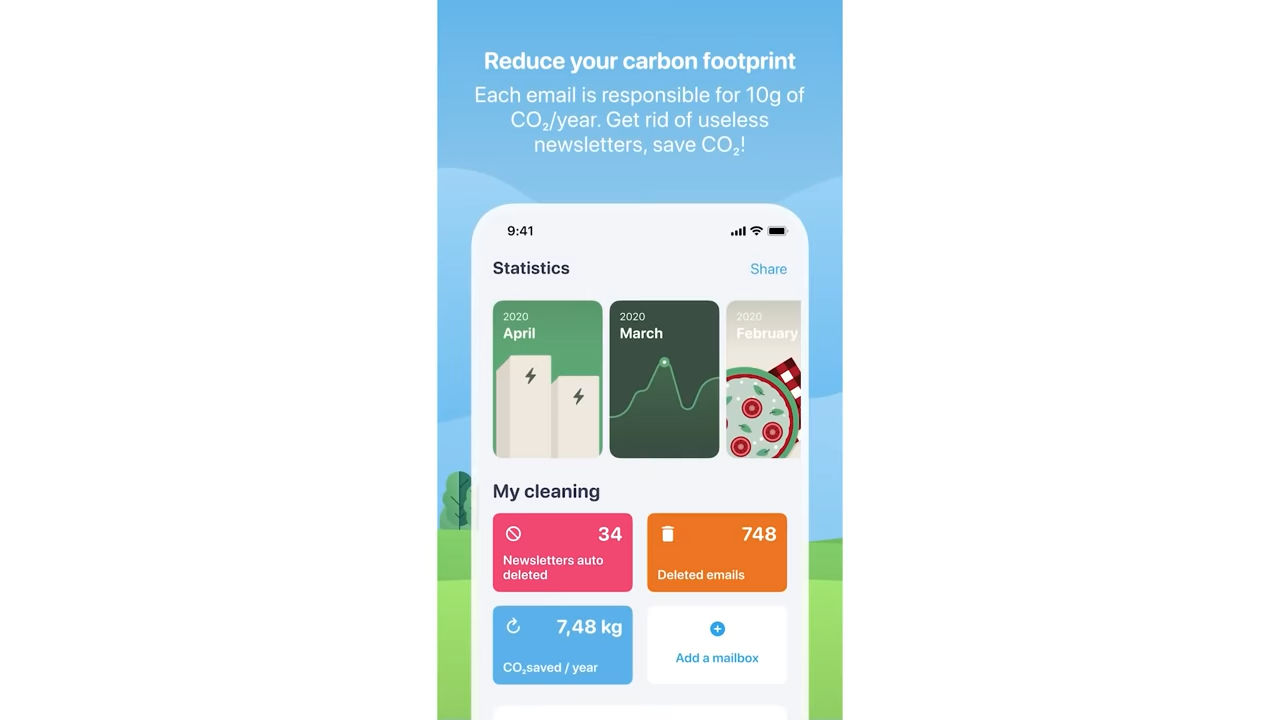 Reduce your carbon footprint
Each email is responsible for 10g of
CO₂/year. Get rid of useless
newsletters, save CO₂!
9:41
Statistics
Share
2020
April
2020
March
2020
February
My cleaning
34
Newsletters auto
deleted
748
Deleted emails
7,48 kg
CO₂saved / year
Add a mailbox